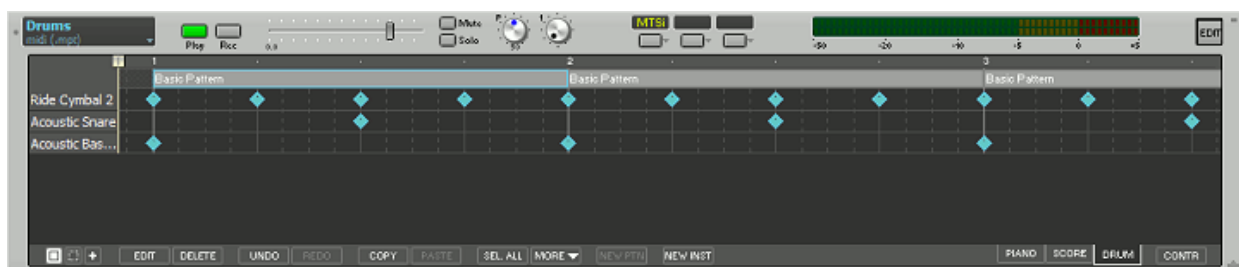 Drums
midi (.mpt)
Play Rec
0,0
Mute
Solo
MTSi
-50 -20 -10 -5 0 +5
EDIT
1 2 3
Basic Pattern Basic Pattern Basic Pattern
Ride Cymbal 2
Acoustic Snare
Acoustic Bas...
EDIT DELETE UNDO REDO COPY PASTE SEL. ALL MORE NEW PTN NEW INST PIANO SCORE DRUM CONTR